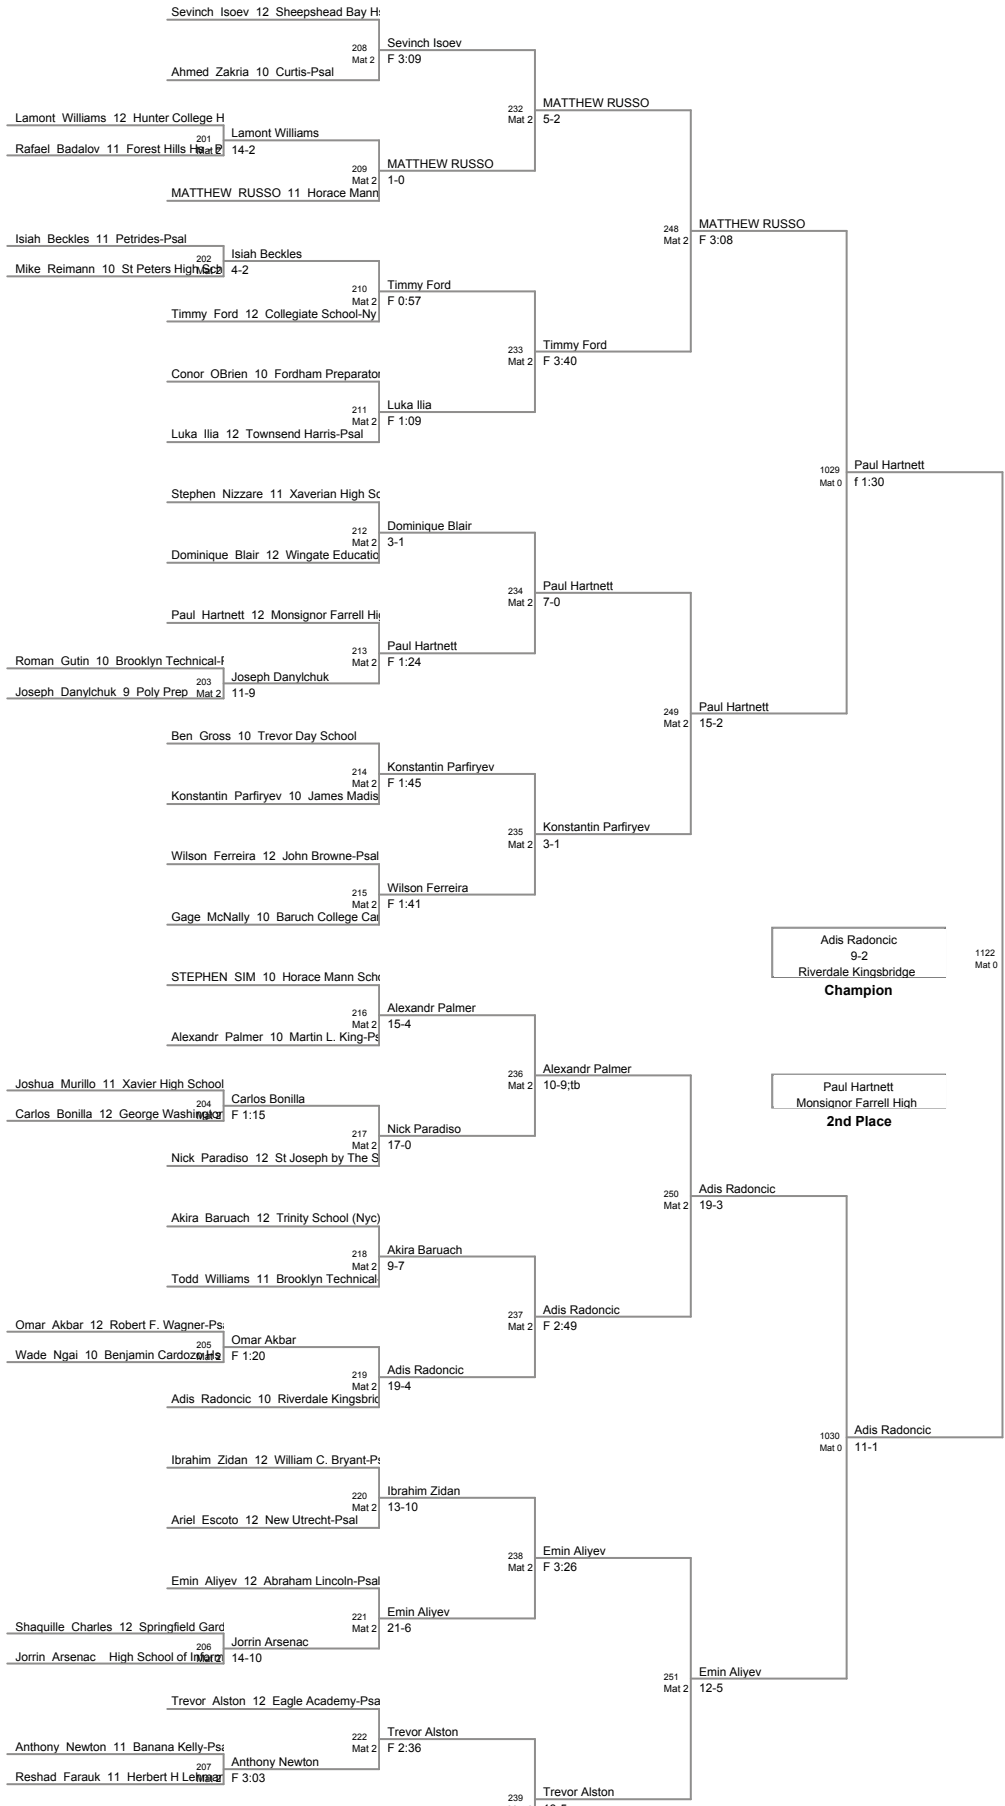 Sevinch Isoev 12 Sheepshead Bay Hs
208 Sevinch Isoev
Mat 2 F 3:09
Ahmed Zakria 10 Curtis-Psal
232 MATTHEW RUSSO
Mat 2 5-2
Lamont Williams 12 Hunter College H
201 Lamont Williams
Mat 2 14-2
Rafael Badalov 11 Forest Hills Hs - P
209 MATTHEW RUSSO
Mat 2 1-0
MATTHEW RUSSO 11 Horace Mann
248 MATTHEW RUSSO
Mat 2 F 3:08
Isiah Beckles 11 Petrides-Psal
202 Isiah Beckles
Mat 2 4-2
Mike Reimann 10 St Peters High Sch
210 Timmy Ford
Mat 2 F 0:57
Timmy Ford 12 Collegiate School-Ny
233 Timmy Ford
Mat 2 F 3:40
Conor OBrien 10 Fordham Preparator
211 Luka Ilia
Mat 2 F 1:09
Luka Ilia 12 Townsend Harris-Psal
1029 Paul Hartnett
Mat 0 f 1:30
Stephen Nizzare 11 Xaverian High Sc
212 Dominique Blair
Mat 2 3-1
Dominique Blair 12 Wingate Educatio
234 Paul Hartnett
Mat 2 7-0
Paul Hartnett 12 Monsignor Farrell Hig
213 Paul Hartnett
Mat 2 F 1:24
Roman Gutin 10 Brooklyn Technical-P
203 Joseph Danylchuk
Mat 2 11-9
Joseph Danylchuk 9 Poly Prep
249 Paul Hartnett
Mat 2 15-2
Ben Gross 10 Trevor Day School
214 Konstantin Parfiryev
Mat 2 F 1:45
Konstantin Parfiryev 10 James Madis
235 Konstantin Parfiryev
Mat 2 3-1
Wilson Ferreira 12 John Browne-Psal
215 Wilson Ferreira
Mat 2 F 1:41
Gage McNally 10 Baruch College Ca
Adis Radoncic
9-2
Riverdale Kingsbridge
Champion
1122
Mat 0
STEPHEN SIM 10 Horace Mann Scho
216 Alexandr Palmer
Mat 2 15-4
Alexandr Palmer 10 Martin L. King-Ps
236 Alexandr Palmer
Mat 2 10-9;tb
Paul Hartnett
Monsignor Farrell High
2nd Place
Joshua Murillo 11 Xavier High School
204 Carlos Bonilla
Mat 2 F 1:15
Carlos Bonilla 12 George Washington
217 Nick Paradiso
Mat 2 17-0
Nick Paradiso 12 St Joseph by The S
250 Adis Radoncic
Mat 2 19-3
Akira Baruach 12 Trinity School (Nyc)
218 Akira Baruach
Mat 2 9-7
Todd Williams 11 Brooklyn Technical-
237 Adis Radoncic
Mat 2 F 2:49
Omar Akbar 12 Robert F. Wagner-Psa
205 Omar Akbar
Mat 2 F 1:20
Wade Ngai 10 Benjamin Cardozo Hs
219 Adis Radoncic
Mat 2 19-4
Adis Radoncic 10 Riverdale Kingsbrid
1030 Adis Radoncic
Mat 0 11-1
Ibrahim Zidan 12 William C. Bryant-Ps
220 Ibrahim Zidan
Mat 2 13-10
Ariel Escoto 12 New Utrecht-Psal
238 Emin Aliyev
Mat 2 F 3:26
Emin Aliyev 12 Abraham Lincoln-Psal
221 Emin Aliyev
Mat 2 21-6
Shaquille Charles 12 Springfield Gard
206 Jorrin Arsenac
Mat 2 14-10
Jorrin Arsenac High School of Inform
251 Emin Aliyev
Mat 2 12-5
Trevor Alston 12 Eagle Academy-Psa
222 Trevor Alston
Mat 2 F 2:36
Anthony Newton 11 Banana Kelly-Psa
207 Anthony Newton
Mat 2 F 3:03
Reshad Farauk 11 Herbert H Lehman
239 Trevor Alston